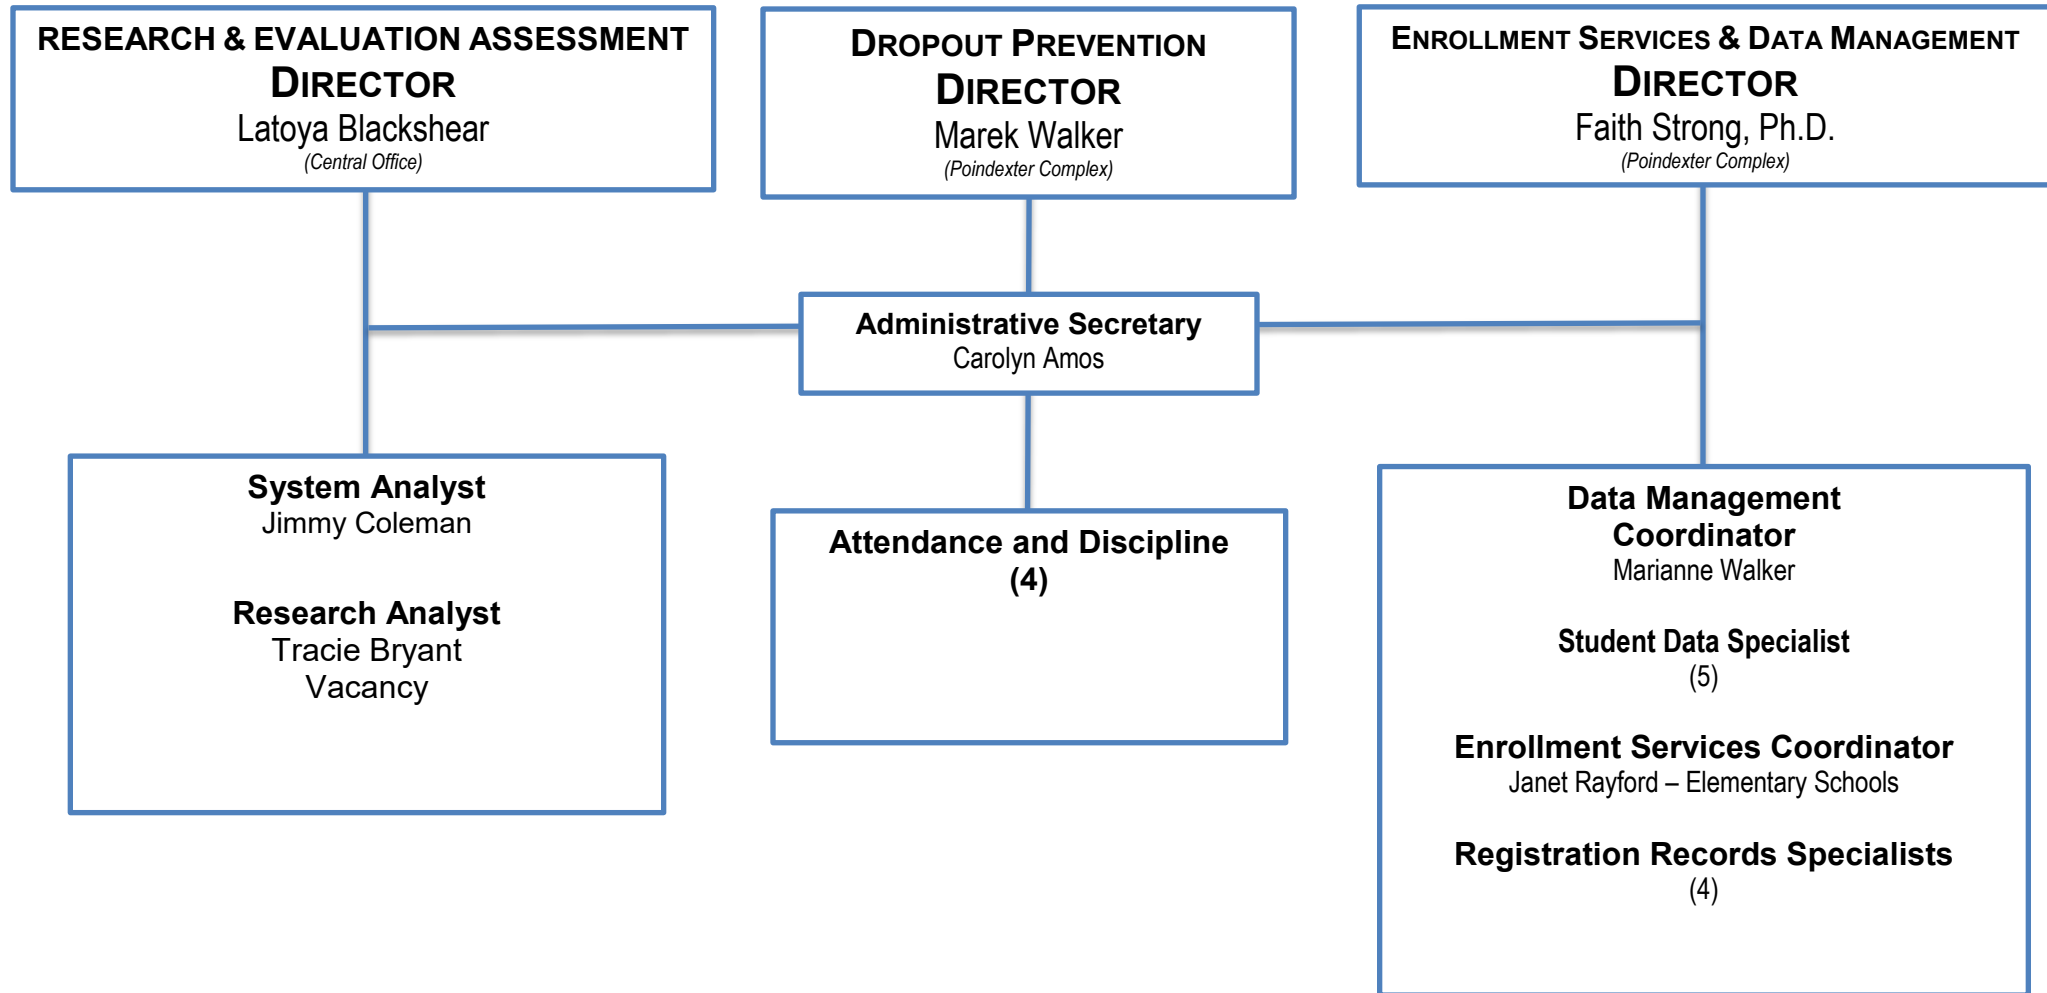 RESEARCH & EVALUATION ASSESSMENT
DIRECTOR
Latoya Blackshear
(Central Office)
DROPOUT PREVENTION
DIRECTOR
Marek Walker
(Poindexter Complex)
ENROLLMENT SERVICES & DATA MANAGEMENT
DIRECTOR
Faith Strong, Ph.D.
(Poindexter Complex)
Administrative Secretary
Carolyn Amos
System Analyst
Jimmy Coleman
Research Analyst
Tracie Bryant
Vacancy
Attendance and Discipline
(4)
Data Management
Coordinator
Marianne Walker
Student Data Specialist
(5)
Enrollment Services Coordinator
Janet Rayford – Elementary Schools
Registration Records Specialists
(4)